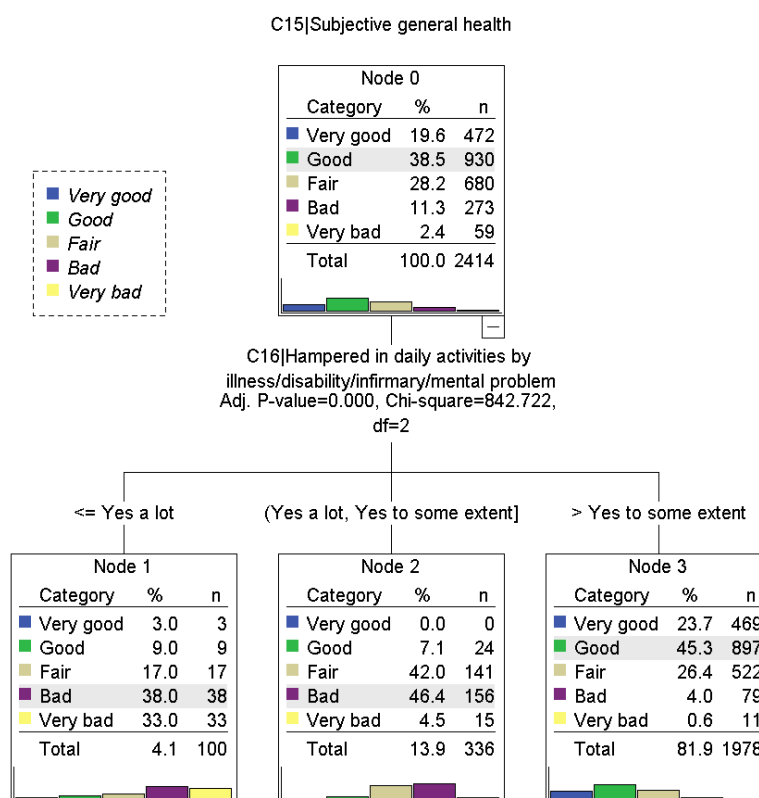 C15|Subjective general health
Node 0
Category % n
Very good 19.6 472
Good 38.5 930
Fair 28.2 680
Bad 11.3 273
Very bad 2.4 59
Total 100.0 2414
Very good
Good
Fair
Bad
Very bad
C16|Hampered in daily activities by
illness/disability/infirmary/mental problem
Adj. P-value=0.000, Chi-square=842.722,
df=2
<= Yes a lot
(Yes a lot, Yes to some extent]
> Yes to some extent
Node 1
Category % n
Very good 3.0 3
Good 9.0 9
Fair 17.0 17
Bad 38.0 38
Very bad 33.0 33
Total 4.1 100
Node 2
Category % n
Very good 0.0 0
Good 7.1 24
Fair 42.0 141
Bad 46.4 156
Very bad 4.5 15
Total 13.9 336
Node 3
Category % n
Very good 23.7 469
Good 45.3 897
Fair 26.4 522
Bad 4.0 79
Very bad 0.6 11
Total 81.9 1978